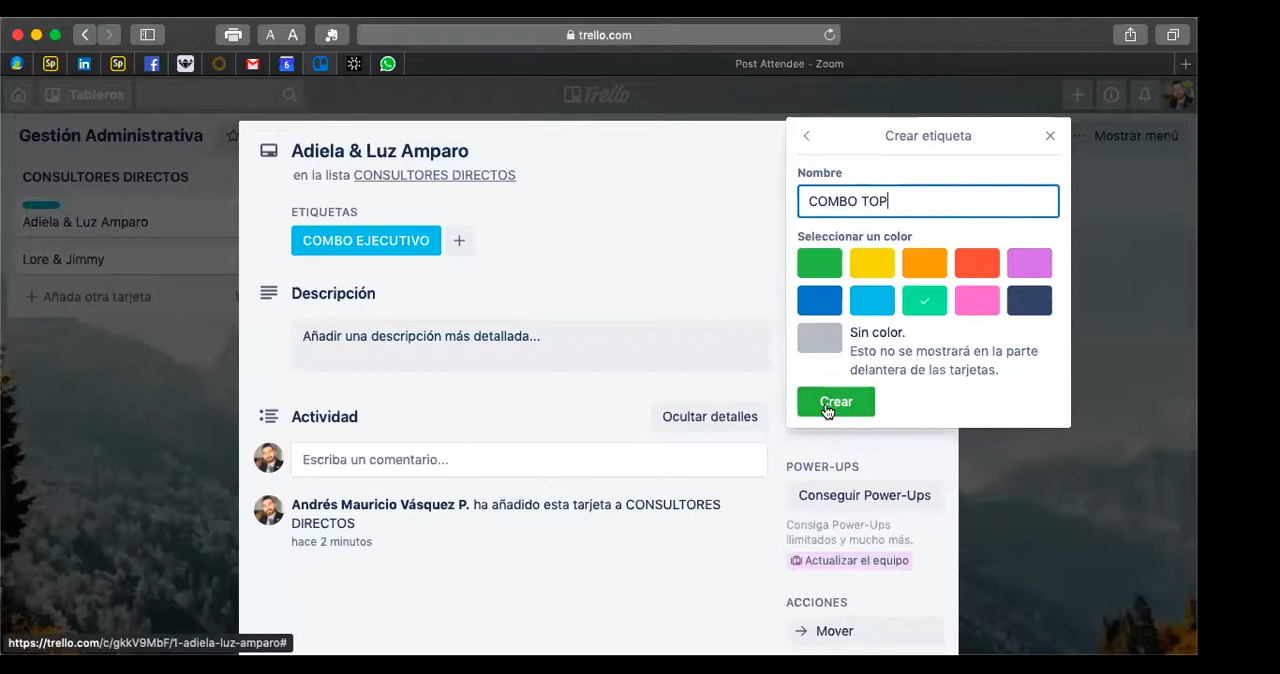 A A trello.com
Sp in Sp f 6 Post Attendee - Zoom
Tableros Trello
Gestión Administrativa
Mostrar menú
CONSULTORES DIRECTOS
Adiela & Luz Amparo
Lore & Jimmy
Añada otra tarjeta
Adiela & Luz Amparo
en la lista CONSULTORES DIRECTOS
ETIQUETAS
COMBO EJECUTIVO
Descripción
Añadir una descripción más detallada...
Actividad
Ocultar detalles
Escriba un comentario...
Andrés Mauricio Vásquez P. ha añadido esta tarjeta a CONSULTORES
DIRECTOS
hace 2 minutos
Crear etiqueta
Nombre
COMBO TOP
Seleccionar un color
Sin color.
Esto no se mostrará en la parte
delantera de las tarjetas.
Crear
POWER-UPS
Conseguir Power-Ups
Consiga Power-Ups
ilimitados y mucho más.
Actualizar el equipo
ACCIONES
Mover
https://trello.com/c/gkkV9MbF/1-adiela-luz-amparo#